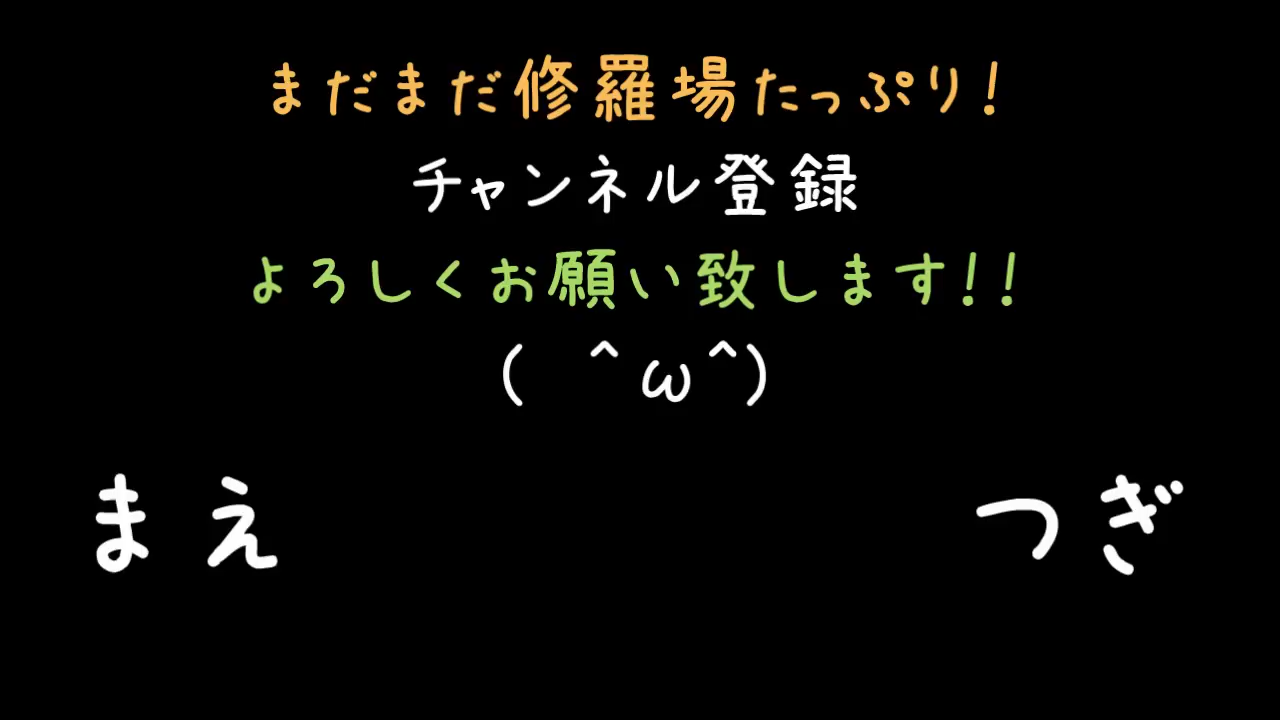 まだまだ修羅場たっぷり!
チャンネル登録
よろしくお願い致します!!
( ^ω^)
まえ
つぎ